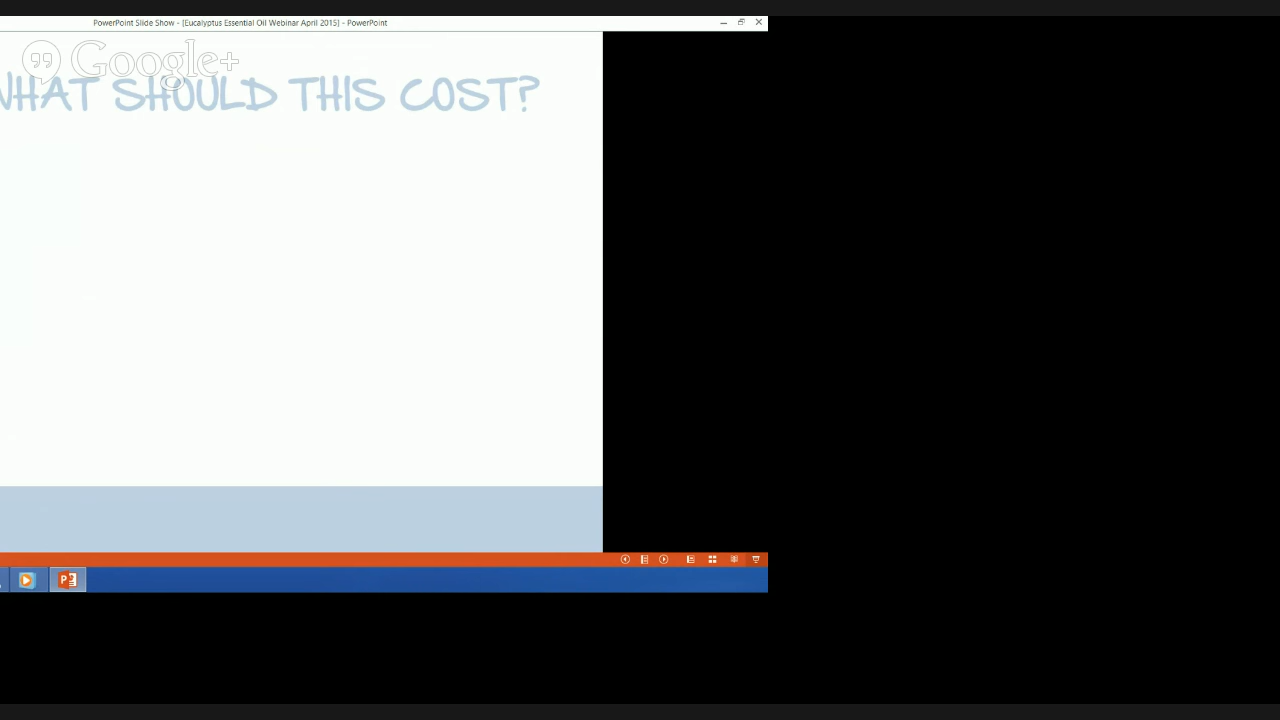 PowerPoint Slide Show - [Eucalyptus Essential Oil Webinar April 2015] - PowerPoint
Google+
WHAT SHOULD THIS COST?